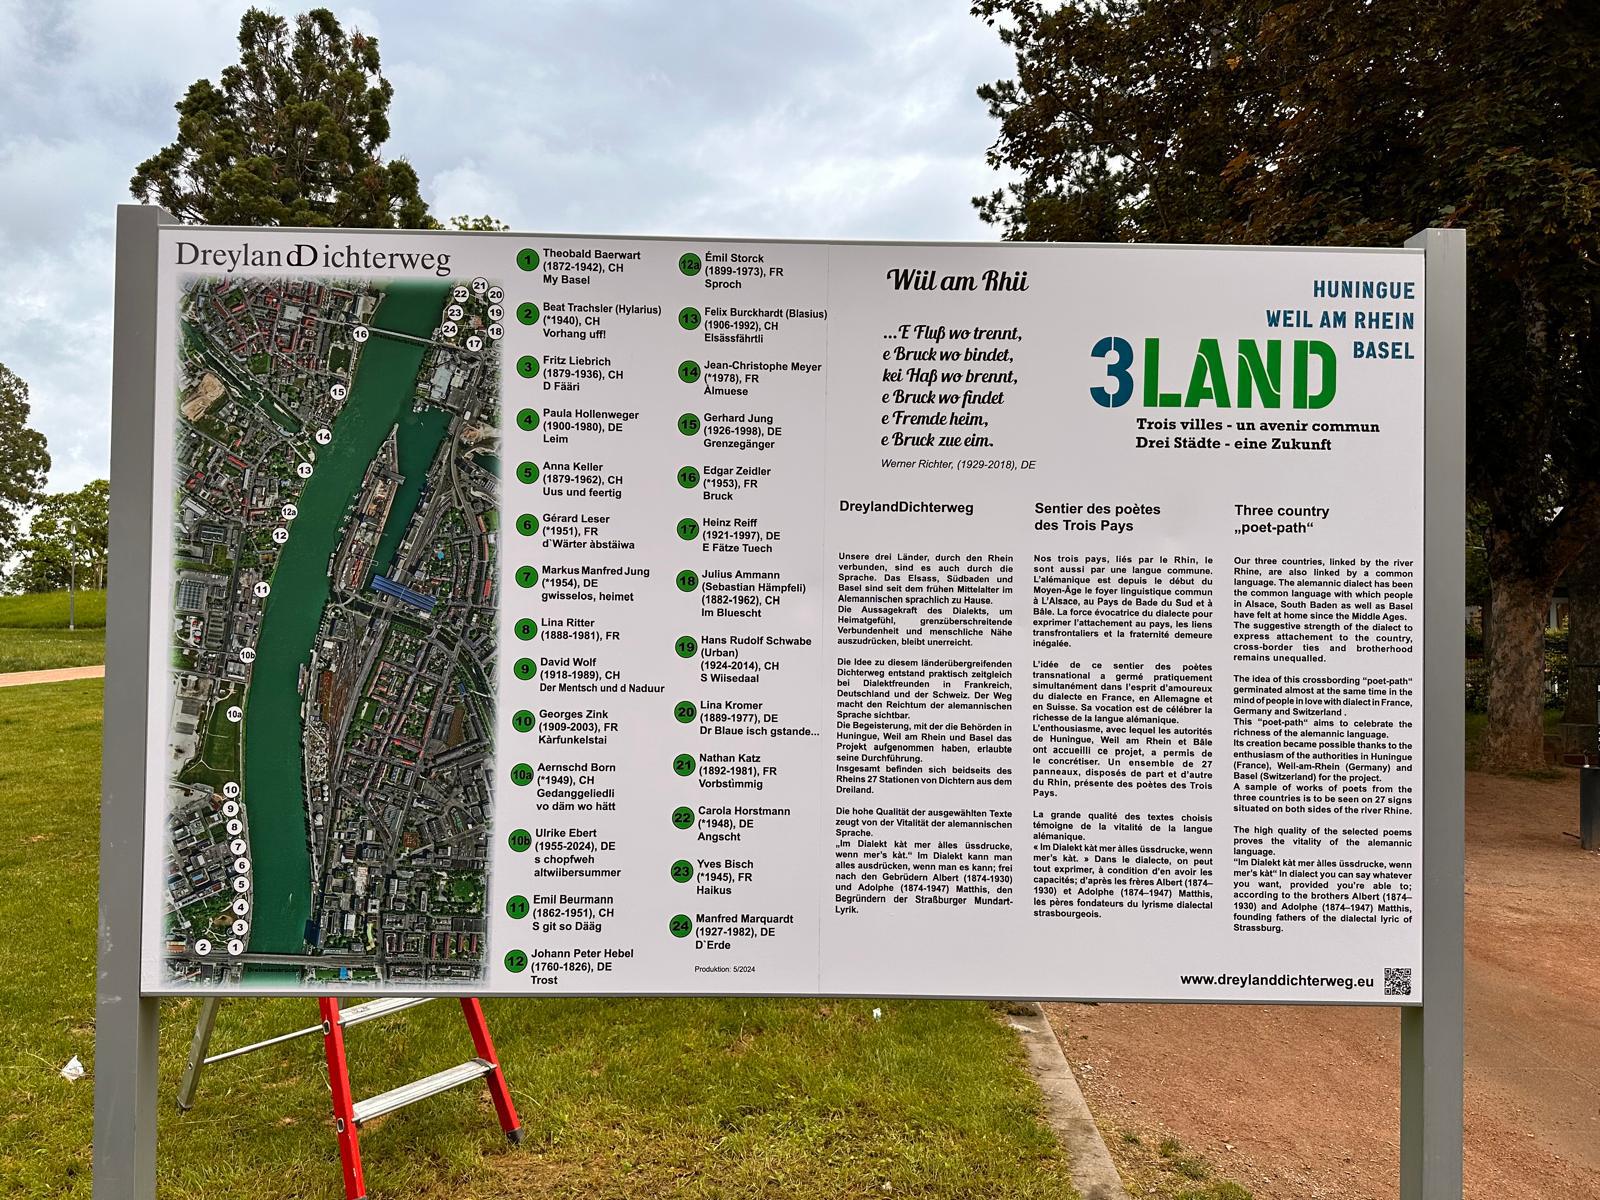 DreylanDDichterweg
21
22
20
23
19
24
18
17
16
15
14
13
12a
12
11
10b
10a
10
9
8
7
6
5
4
3
2
1
Dreirosenbrücke
1
Theobald Baerwart
(1872-1942), CH
My Basel
2
Beat Trachsler (Hylarius)
(*1940), CH
Vorhang uff!
3
Fritz Liebrich
(1879-1936), CH
D Fääri
4
Paula Hollenweger
(1900-1980), DE
Leim
5
Anna Keller
(1879-1962), CH
Uus und feertig
6
Gérard Leser
(*1951), FR
d`Wärter àbstäiwa
7
Markus Manfred Jung
(*1954), DE
gwisselos, heimet
8
Lina Ritter
(1888-1981), FR
9
David Wolf
(1918-1989), CH
Der Mentsch und d Naduur
10
Georges Zink
(1909-2003), FR
Kàrfunkelstai
10a
Aernschd Born
(*1949), CH
Gedanggeliedli
vo däm wo hätt
10b
Ulrike Ebert
(1955-2024), DE
s chopfweh
altwiibersummer
11
Emil Beurmann
(1862-1951), CH
S git so Dääg
12
Johann Peter Hebel
(1760-1826), DE
Trost
12a
Émil Storck
(1899-1973), FR
Sproch
13
Felix Burckhardt (Blasius)
(1906-1992), CH
Elsässfährtli
14
Jean-Christophe Meyer
(*1978), FR
Àlmuese
15
Gerhard Jung
(1926-1998), DE
Grenzegänger
16
Edgar Zeidler
(*1953), FR
Bruck
17
Heinz Reiff
(1921-1997), DE
E Fätze Tuech
18
Julius Ammann
(Sebastian Hämpfeli)
(1882-1962), CH
Im Bluescht
19
Hans Rudolf Schwabe
(Urban)
(1924-2014), CH
S Wiisedaal
20
Lina Kromer
(1889-1977), DE
Dr Blaue isch gstande...
21
Nathan Katz
(1892-1981), FR
Vorbstimmig
22
Carola Horstmann
(*1948), DE
Angscht
23
Yves Bisch
(*1945), FR
Haikus
24
Manfred Marquardt
(1927-1982), DE
D`Erde
Produktion: 5/2024
Wiil am Rhii
...E Fluß wo trennt,
e Bruck wo bindet,
kei Haß wo brennt,
e Bruck wo findet
e Fremde heim,
e Bruck zue eim.
Werner Richter, (1929-2018), DE
HUNINGUE
WEIL AM RHEIN
BASEL
3LAND
Trois villes - un avenir commun
Drei Städte - eine Zukunft
DreylandDichterweg
Unsere drei Länder, durch den Rhein
verbunden, sind es auch durch die
Sprache. Das Elsass, Südbaden und
Basel sind seit dem frühen Mittelalter im
Alemannischen sprachlich zu Hause.
Die Aussagekraft des Dialekts, um
Heimatgefühl, grenzüberschreitende
Verbundenheit und menschliche Nähe
auszudrücken, bleibt unerreicht.
Die Idee zu diesem länderübergreifenden
Dichterweg entstand praktisch zeitgleich
bei Dialektfreunden in Frankreich,
Deutschland und der Schweiz. Der Weg
macht den Reichtum der alemannischen
Sprache sichtbar.
Die Begeisterung, mit der die Behörden in
Huningue, Weil am Rhein und Basel das
Projekt aufgenommen haben, erlaubte
seine Durchführung.
Insgesamt befinden sich beidseits des
Rheins 27 Stationen von Dichtern aus dem
Dreiland.
Die hohe Qualität der ausgewählten Texte
zeugt von der Vitalität der alemannischen
Sprache.
„Im Dialekt kàt mer àlles üssdrucke,
wenn mer's kàt.“ Im Dialekt kann man
alles ausdrücken, wenn man es kann; frei
nach den Gebrüdern Albert (1874-1930)
und Adolphe (1874-1947) Matthis, den
Begründern der Straßburger Mundart-
Lyrik.
Sentier des poètes
des Trois Pays
Nos trois pays, liés par le Rhin, le
sont aussi par une langue commune.
L'alémanique est depuis le début du
Moyen-Âge le foyer linguistique commun
à L'Alsace, au Pays de Bade du Sud et à
Bâle. La force évocatrice du dialecte pour
exprimer l'attachement au pays, les liens
transfrontaliers et la fraternité demeure
inégalée.
L'idée de ce sentier des poètes
transnational a germé pratiquement
simultanément dans l'esprit d'amoureux
du dialecte en France, en Allemagne et
en Suisse. Sa vocation est de célébrer la
richesse de la langue alémanique.
L'enthousiasme, avec lequel les autorités
de Huningue, Weil am Rhein et Bâle
ont accueilli ce projet, a permis de
le concrétiser. Un ensemble de 27
panneaux, disposés de part et d'autre
du Rhin, présente des poètes des Trois
Pays.
La grande qualité des textes choisis
témoigne de la vitalité de la langue
alémanique.
« Im Dialekt kàt mer àlles üssdrucke, wenn
mer's kàt. » Dans le dialecte, on peut
tout exprimer, à condition d'en avoir les
capacités; d'après les frères Albert (1874–
1930) et Adolphe (1874–1947) Matthis,
les pères fondateurs du lyrisme dialectal
strasbourgeois.
Three country
„poet-path“
Our three countries, linked by the river
Rhine, are also linked by a common
language. The alemannic dialect has been
the common language with which people
in Alsace, South Baden as well as Basel
have felt at home since the Middle Ages.
The suggestive strength of the dialect to
express attachement to the country,
cross-border ties and brotherhood
remains unequalled.
The idea of this crossbording “poet-path“
germinated almost at the same time in the
mind of people in love with dialect in France,
Germany and Switzerland .
This “poet-path“ aims to celebrate the
richness of the alemannic language.
Its creation became possible thanks to the
enthusiasm of the authorities in Huningue
(France), Weil-am-Rhein (Germany) and
Basel (Switzerland) for the project.
A sample of works of poets from the
three countries is to be seen on 27 signs
situated on both sides of the river Rhine.
The high quality of the selected poems
proves the vitality of the alemannic
language.
“Im Dialekt kàt mer àlles üssdrucke, wenn
mer's kàt“ In dialect you can say whatever
you want, provided you're able to;
according to the brothers Albert (1874–
1930) and Adolphe (1874–1947) Matthis,
founding fathers of the dialectal lyric of
Strassburg.
www.dreylanddichterweg.eu